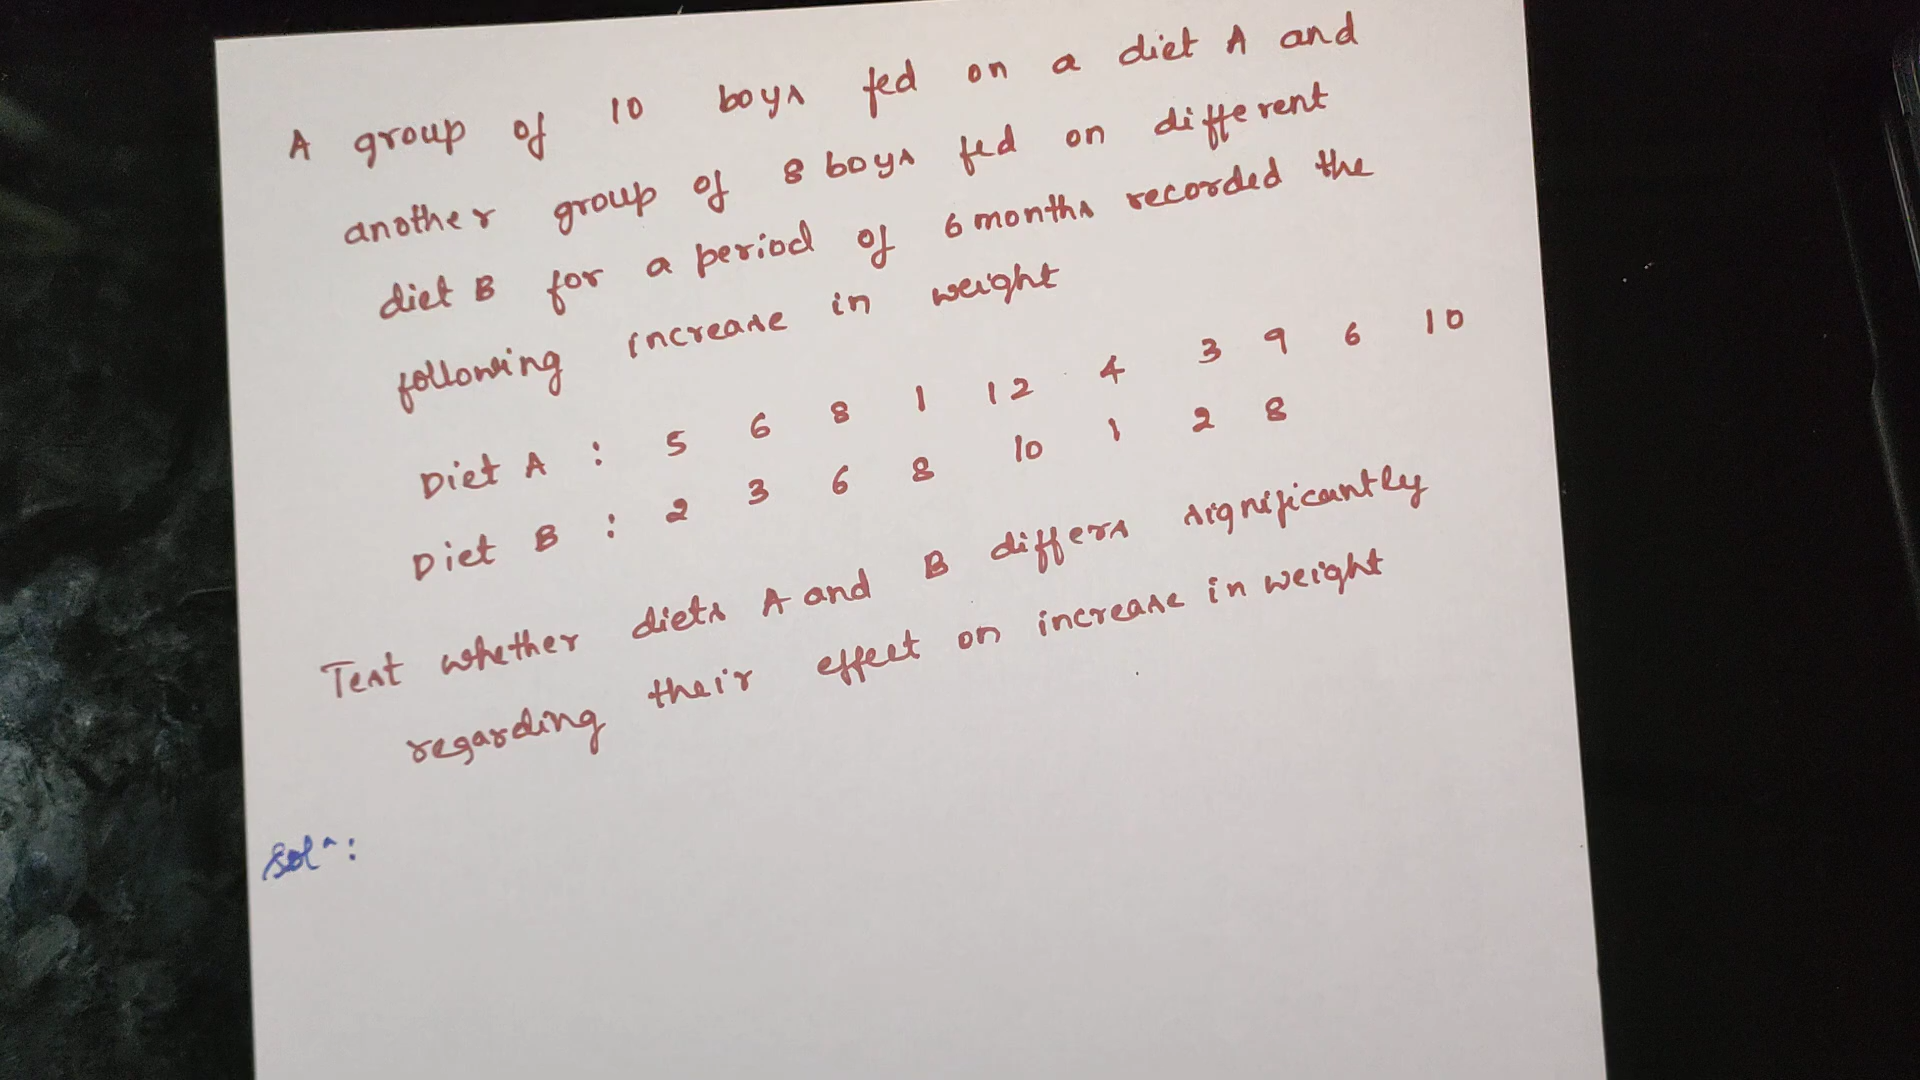 A group of 10 boys fed on a diet A and
another group of 8 boys fed on different
diet B for a period of 6 months recorded the
following increase in weight
Diet A : 5 6 8 1 12 4 3 9 6 10
Diet B : 2 3 6 8 10 1 2 8
Test whether diets A and B differs significantly
regarding their effect on increase in weight
Solⁿ: